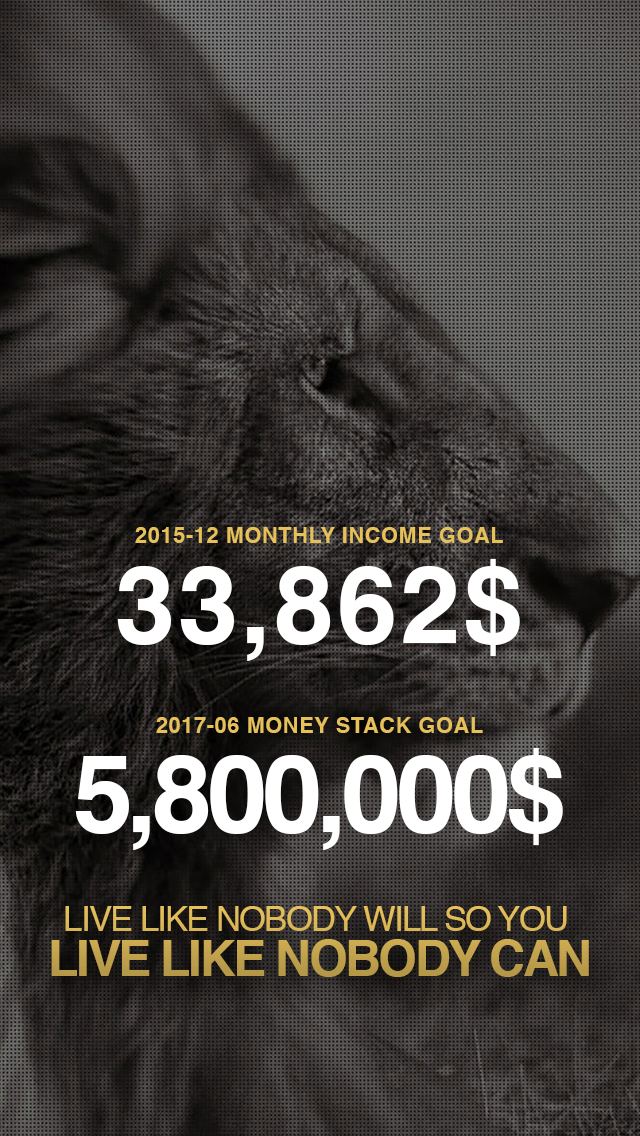 2015-12 MONTHLY INCOME GOAL
33,862$
2017-06 MONEY STACK GOAL
5,800,000$
LIVE LIKE NOBODY WILL SO YOU
LIVE LIKE NOBODY CAN